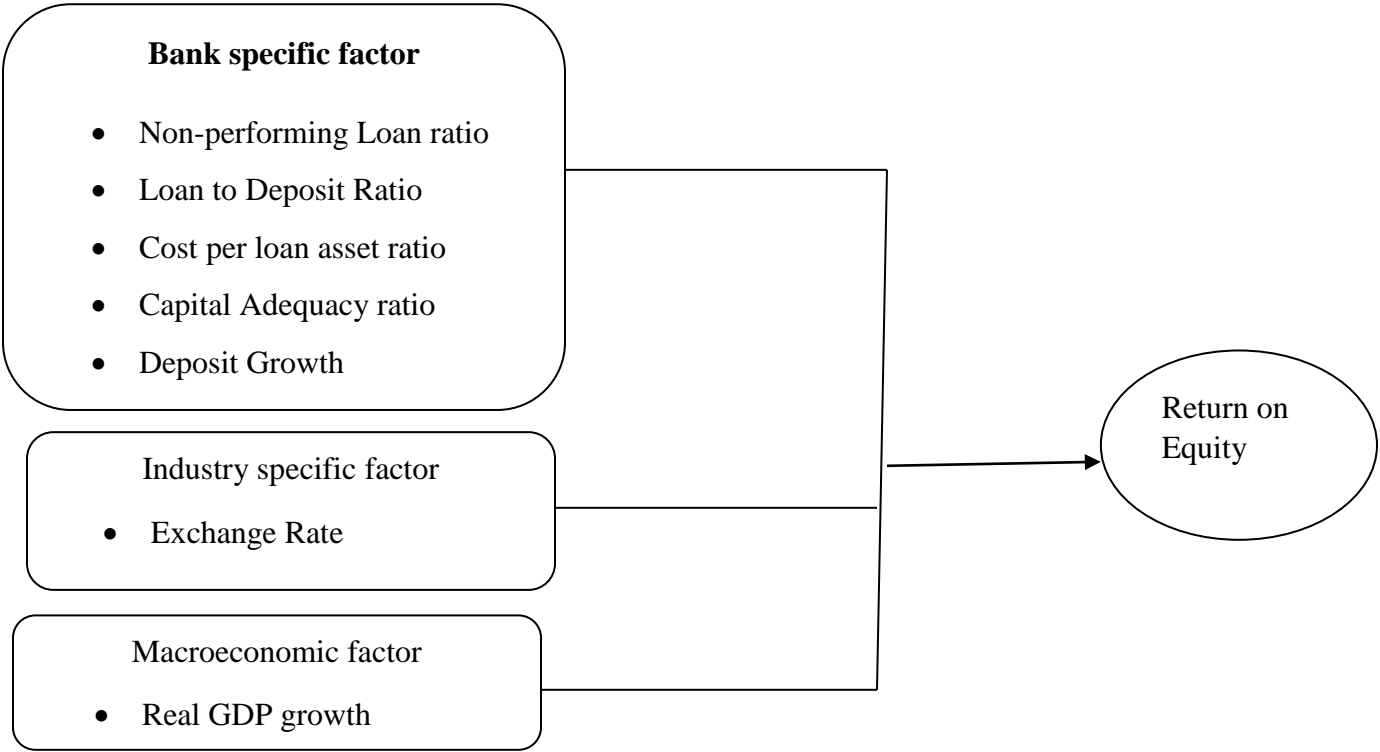 Bank specific factor
• Non-performing Loan ratio
• Loan to Deposit Ratio
• Cost per loan asset ratio
• Capital Adequacy ratio
• Deposit Growth
Industry specific factor
• Exchange Rate
Macroeconomic factor
• Real GDP growth
Return on
Equity